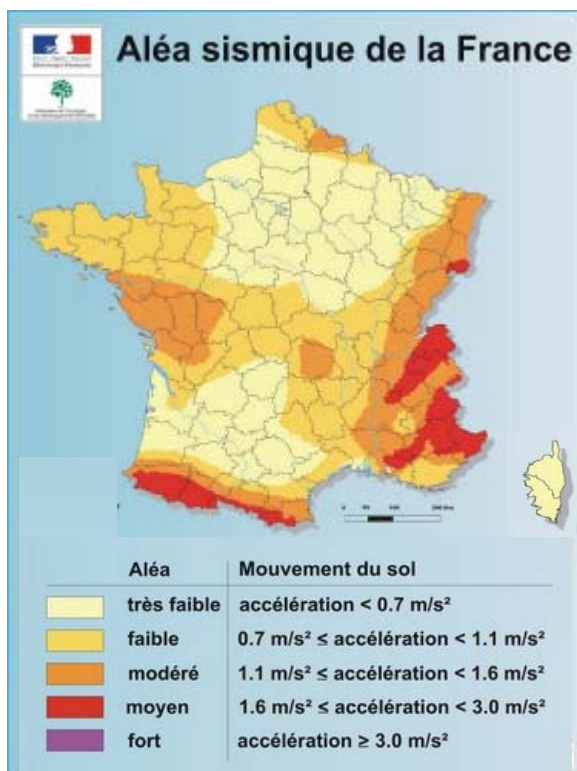 Aléa sismique de la France
Aléa Mouvement du sol
très faible accélération < 0.7 m/s²
faible 0.7 m/s² ≤ accélération < 1.1 m/s²
modéré 1.1 m/s² ≤ accélération < 1.6 m/s²
moyen 1.6 m/s² ≤ accélération < 3.0 m/s²
fort accélération ≥ 3.0 m/s²